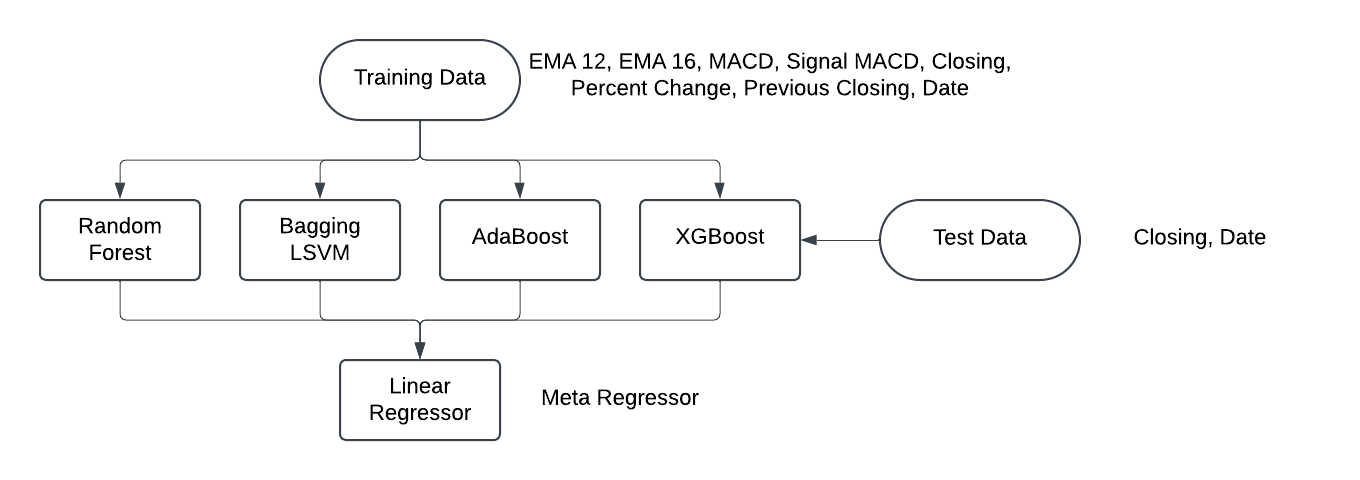 Training Data
EMA 12, EMA 16, MACD, Signal MACD, Closing,
Percent Change, Previous Closing, Date
Random
Forest
Bagging
LSVM
AdaBoost
XGBoost
Test Data
Closing, Date
Linear
Regressor
Meta Regressor